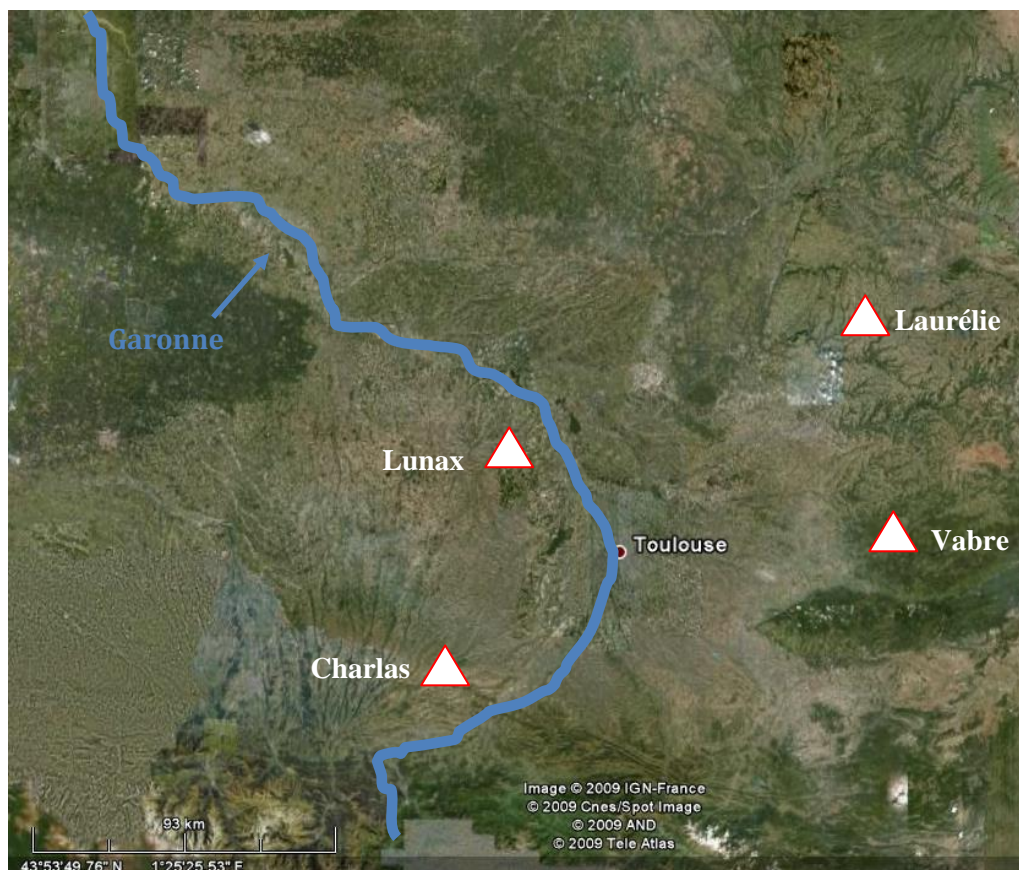 Garonne
Laurélie
Lunax
Vabre
Toulouse
Charlas
Image © 2009 IGN-France
© 2009 Cnes/Spot Image
© 2009 AND
© 2009 Tele Atlas
93 km
43°53'49.76" N 1°25'25.53" E